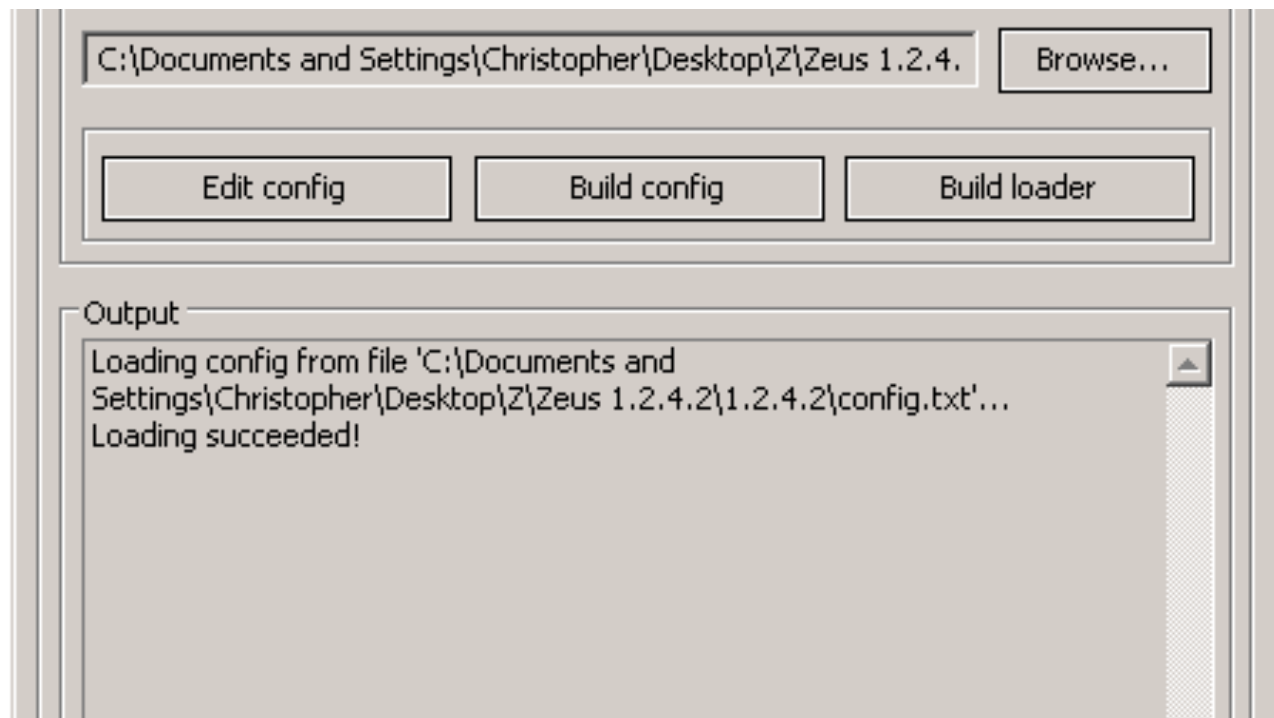 C:\Documents and Settings\Christopher\Desktop\Z\Zeus 1.2.4.
Browse...
Edit config
Build config
Build loader
Output
Loading config from file 'C:\Documents and
Settings\Christopher\Desktop\Z\Zeus 1.2.4.2\1.2.4.2\config.txt'...
Loading succeeded!